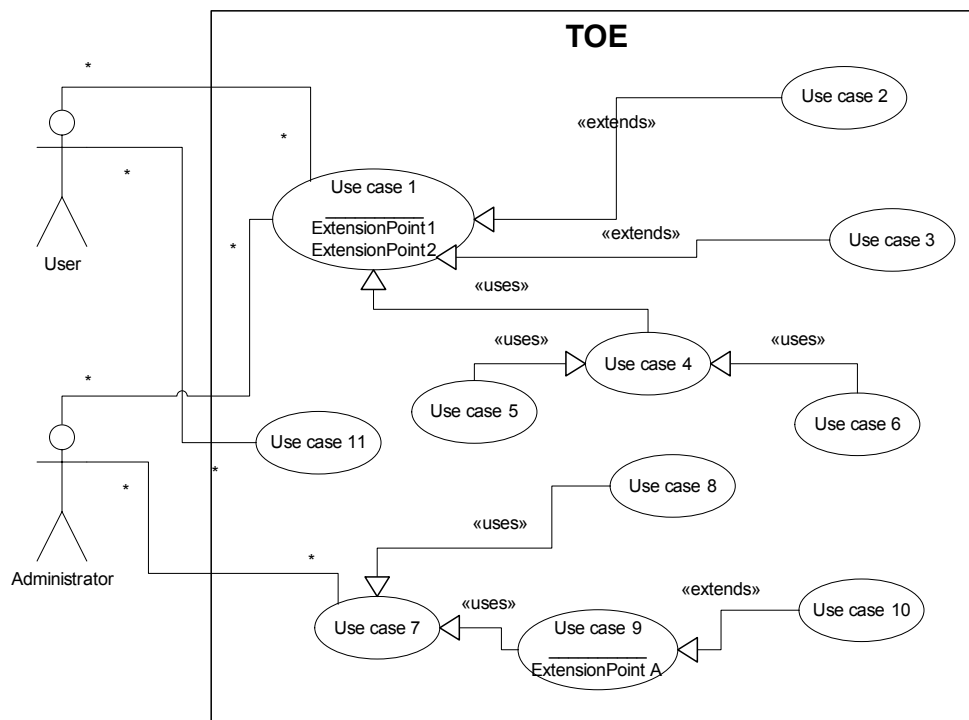 TOE
*
Use case 2
«extends»
*
*
Use case 1
ExtensionPoint1
ExtensionPoint2
«extends»
Use case 3
User
*
«uses»
«uses»
Use case 4
«uses»
*
Use case 5
Use case 6
Use case 11
*
*
Use case 8
«uses»
*
Administrator
«extends»
Use case 10
Use case 7
«uses»
Use case 9
ExtensionPoint A